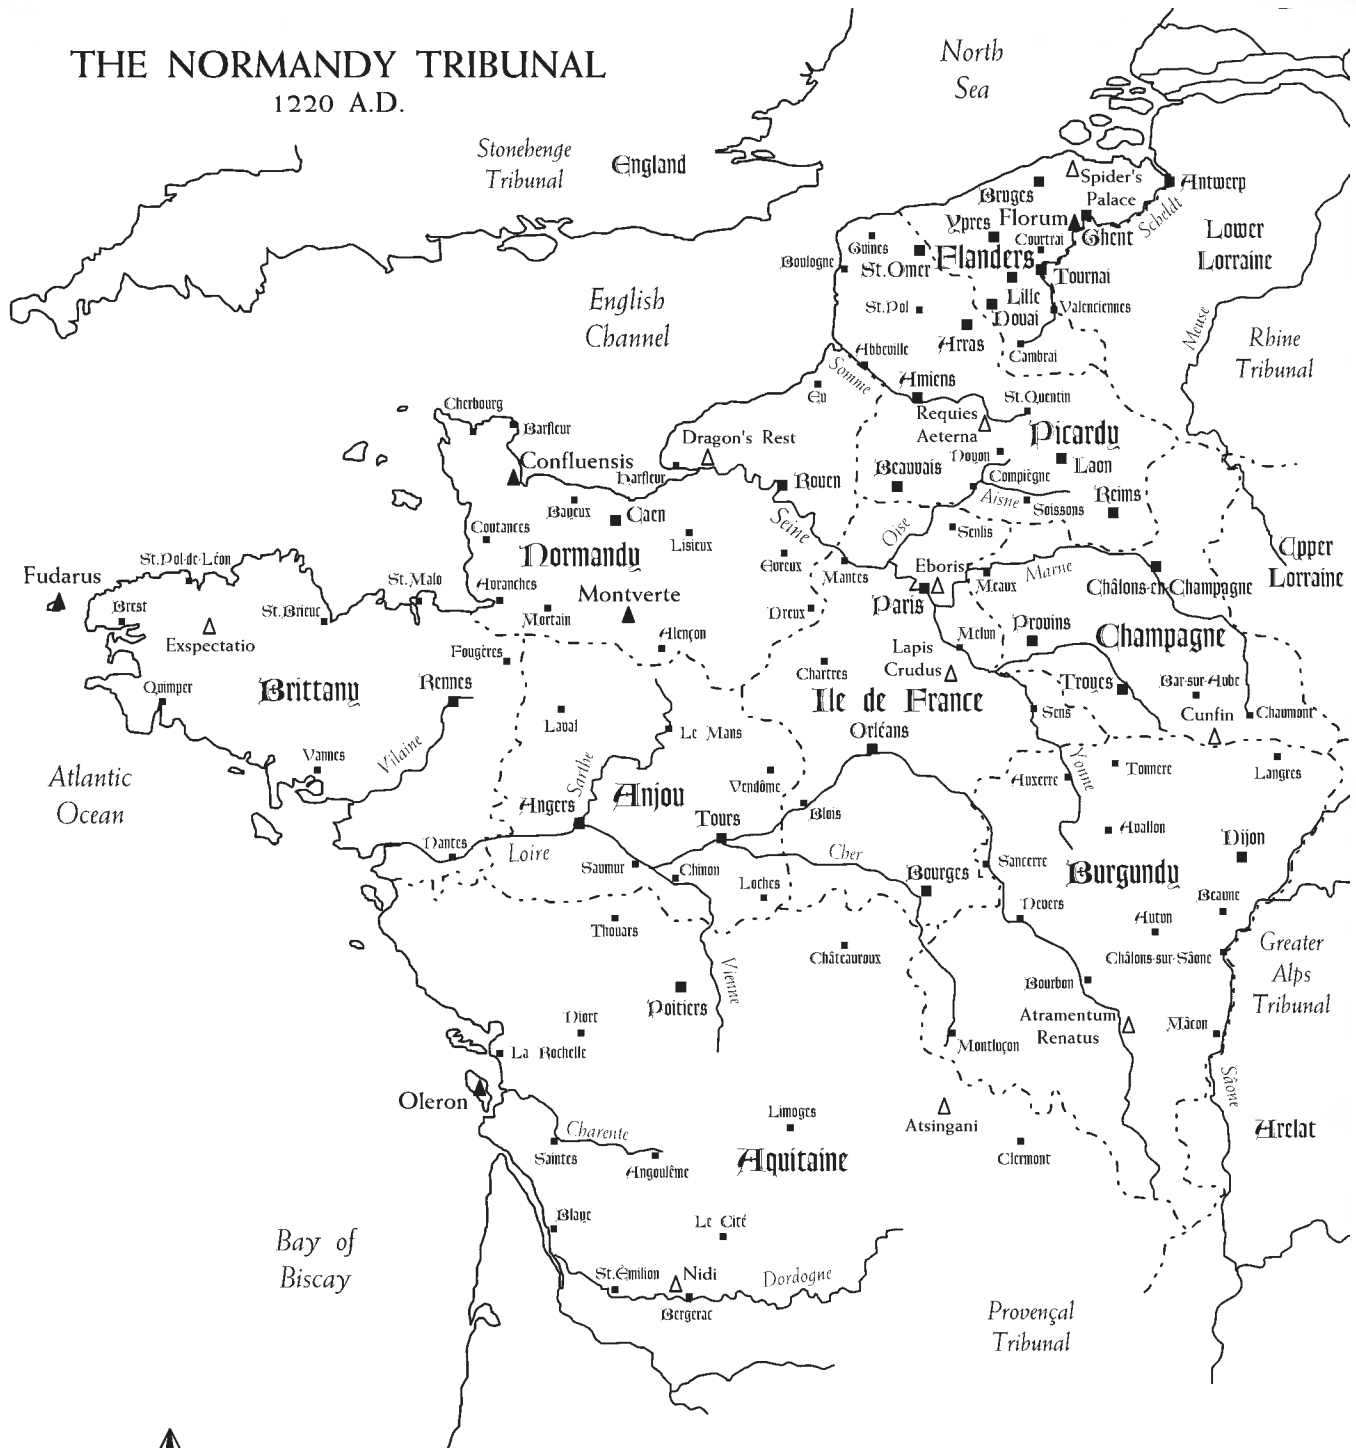 THE NORMANDY TRIBUNAL
1220 A.D.
North
Sea
Stonehenge
Tribunal
England
Spider's
Palace
Antwerp
Bruges
Ypres
Florum
Ghent
Scheldt
Lower
Lorraine
Guines
Courtrai
Boulogne
St.Omer
Flanders
Tournai
English
Channel
Lille
St.Pol
Douai
Valenciennes
Meuse
Rhine
Tribunal
Arras
Cambrai
Abbeville
Somme
Amiens
Eu
St.Quentin
Requies
Aeterna
Cherbourg
Barfleur
Dragon's Rest
Picardy
Noyon
Laon
Confluensis
Harfleur
Rouen
Beauvais
Compiègne
Aisne
Soissons
Reims
Bayeux
Caen
Coutances
Lisieux
Seine
Oise
Senlis
Normandy
Evreux
Mantes
Eboris
Meaux
Marne
Upper
Lorraine
St.Pol-de-Léon
Fudarus
St.Malo
Avranches
Montverte
Paris
Châlons-en-Champagne
Brest
St.Brieuc
Mortain
Dreux
Provins
Champagne
Exspectatio
Alençon
Melun
Fougères
Lapis
Crudus
Chartres
Quimper
Brittany
Rennes
Troyes
Bar-sur-Aube
Ile de France
Laval
Le Mans
Sens
Cunfin
Chaumont
Orléans
Vannes
Vilaine
Sarthe
Yonne
Tonnere
Langres
Atlantic
Ocean
Vendôme
Auxerre
Angers
Anjou
Tours
Blois
Avallon
Dijon
Nantes
Loire
Cher
Saumur
Chinon
Bourges
Sancerre
Burgundy
Loches
Beaune
Nevers
Autun
Thouars
Châteauroux
Châlons-sur-Sâone
Greater
Alps
Tribunal
Vienne
Bourbon
Poitiers
Niort
Atramentum
Renatus
Mâcon
La Rochelle
Montluçon
Sâone
Oleron
Limoges
Atsingani
Charente
Arelat
Saintes
Angoulême
Aquitaine
Clermont
Blaye
Le Cité
Bay of
Biscay
St.Èmilion
Nidi
Dordogne
Bergerac
Provençal
Tribunal